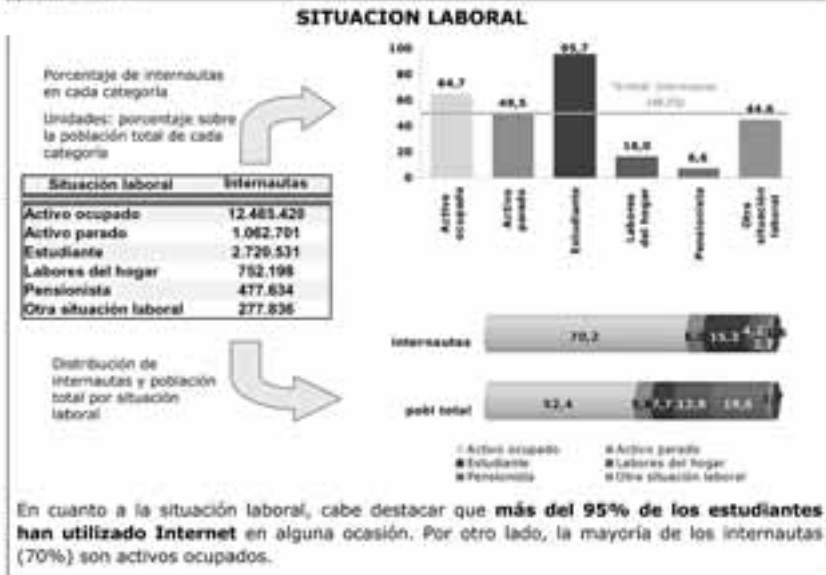 SITUACION LABORAL
Porcentaje de internautas
en cada categoría
Unidades: porcentaje sobre
la población total de cada
categoría
Situación laboral Internautas
Activo ocupado 12.465.420
Activo parado 1.062.701
Estudiante 2.720.531
Labores del hogar 752.198
Pensionista 477.634
Otra situación laboral 277.836
100
80
60
40
20
0
64,7
49,5
95,7
16,0
6,6
44,6
internautas
Activo
ocupado
Activo
parado
Estudiante
Labores
del hogar
Pensionista
Otra
situación
laboral
Distribución de
internautas y población
total por situación
laboral
internautas 70,2 15,3
pobl total 52,4 7,7 12,8
Activo ocupado Activo parado
Estudiante Labores del hogar
Pensionista Otra situación laboral
En cuanto a la situación laboral, cabe destacar que más del 95% de los estudiantes
han utilizado Internet en alguna ocasión. Por otro lado, la mayoría de los internautas
(70%) son activos ocupados.